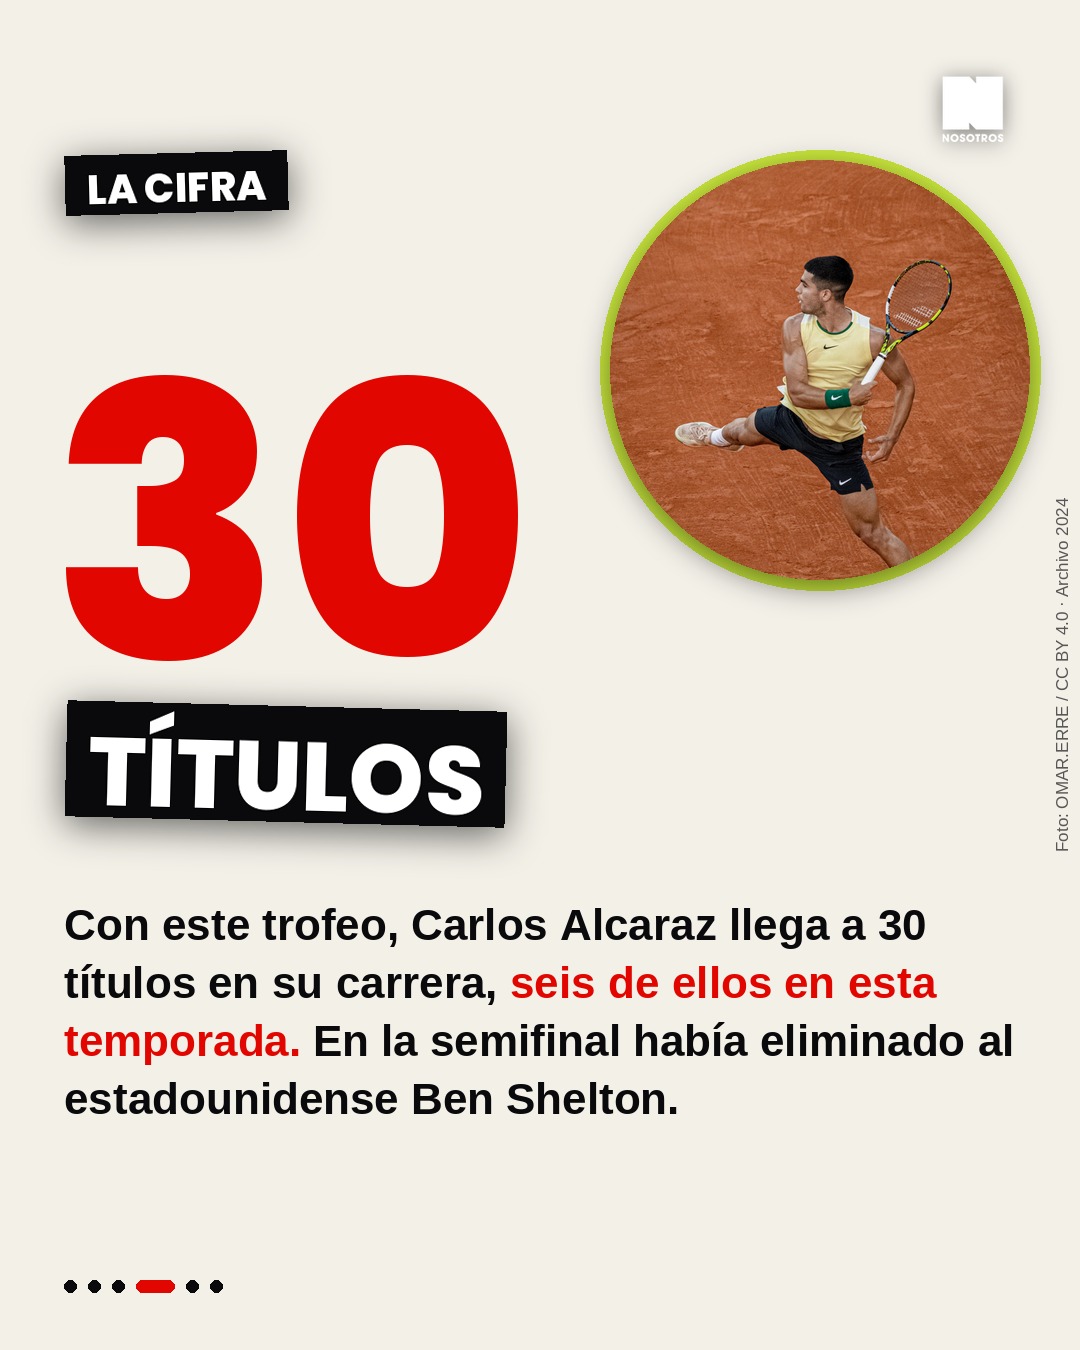 NOSOTROS
LA CIFRA
30
TÍTULOS
Con este trofeo, Carlos Alcaraz llega a 30
títulos en su carrera, seis de ellos en esta
temporada. En la semifinal había eliminado al
estadounidense Ben Shelton.
Foto: OMAR.ERRE / CC BY 4.0 · Archivo 2024